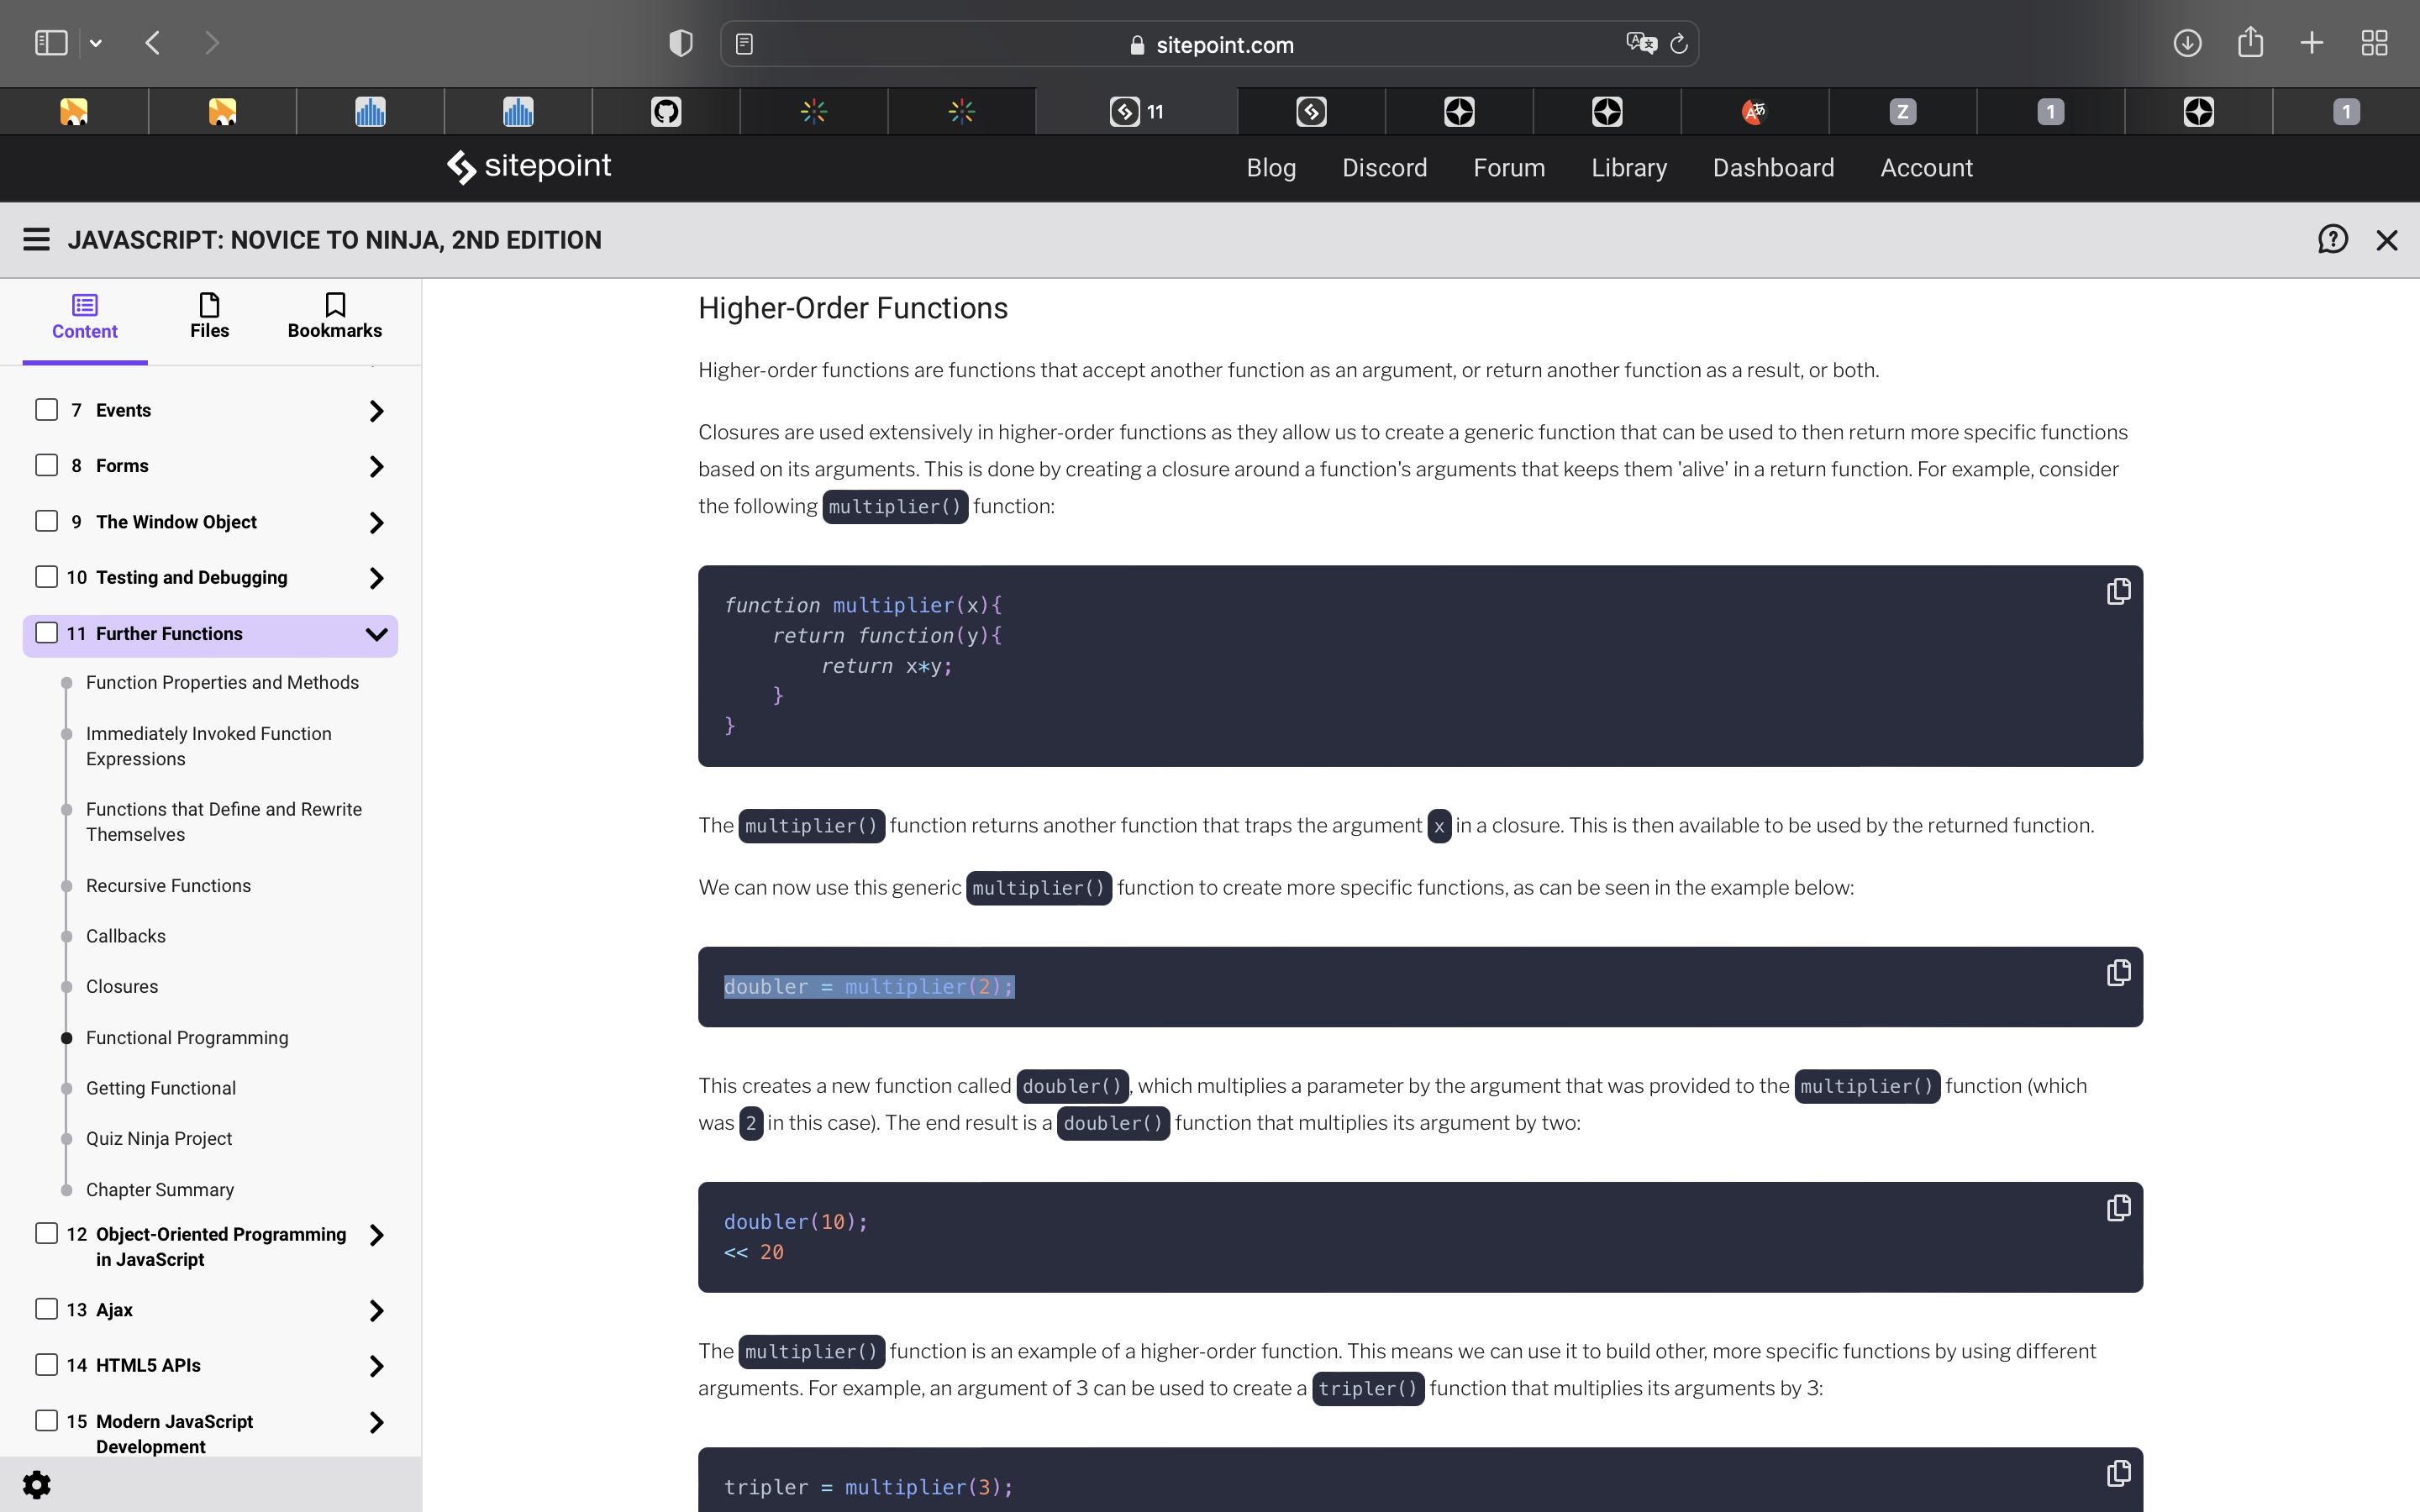 sitepoint.com
11
Z
1
1
sitepoint
Blog
Discord
Forum
Library
Dashboard
Account
JAVASCRIPT: NOVICE TO NINJA, 2ND EDITION
Content
Files
Bookmarks
7 Events
8 Forms
9 The Window Object
10 Testing and Debugging
11 Further Functions
Function Properties and Methods
Immediately Invoked Function
Expressions
Functions that Define and Rewrite
Themselves
Recursive Functions
Callbacks
Closures
Functional Programming
Getting Functional
Quiz Ninja Project
Chapter Summary
12 Object-Oriented Programming
in JavaScript
13 Ajax
14 HTML5 APIs
15 Modern JavaScript
Development
Higher-Order Functions
Higher-order functions are functions that accept another function as an argument, or return another function as a result, or both.
Closures are used extensively in higher-order functions as they allow us to create a generic function that can be used to then return more specific functions
based on its arguments. This is done by creating a closure around a function's arguments that keeps them 'alive' in a return function. For example, consider
the following multiplier() function:
function multiplier(x){
return function(y){
return x*y;
}
}
The multiplier() function returns another function that traps the argument x in a closure. This is then available to be used by the returned function.
We can now use this generic multiplier() function to create more specific functions, as can be seen in the example below:
doubler = multiplier(2);
This creates a new function called doubler(), which multiplies a parameter by the argument that was provided to the multiplier() function (which
was 2 in this case). The end result is a doubler() function that multiplies its argument by two:
doubler(10);
<< 20
The multiplier() function is an example of a higher-order function. This means we can use it to build other, more specific functions by using different
arguments. For example, an argument of 3 can be used to create a tripler() function that multiplies its arguments by 3:
tripler = multiplier(3);